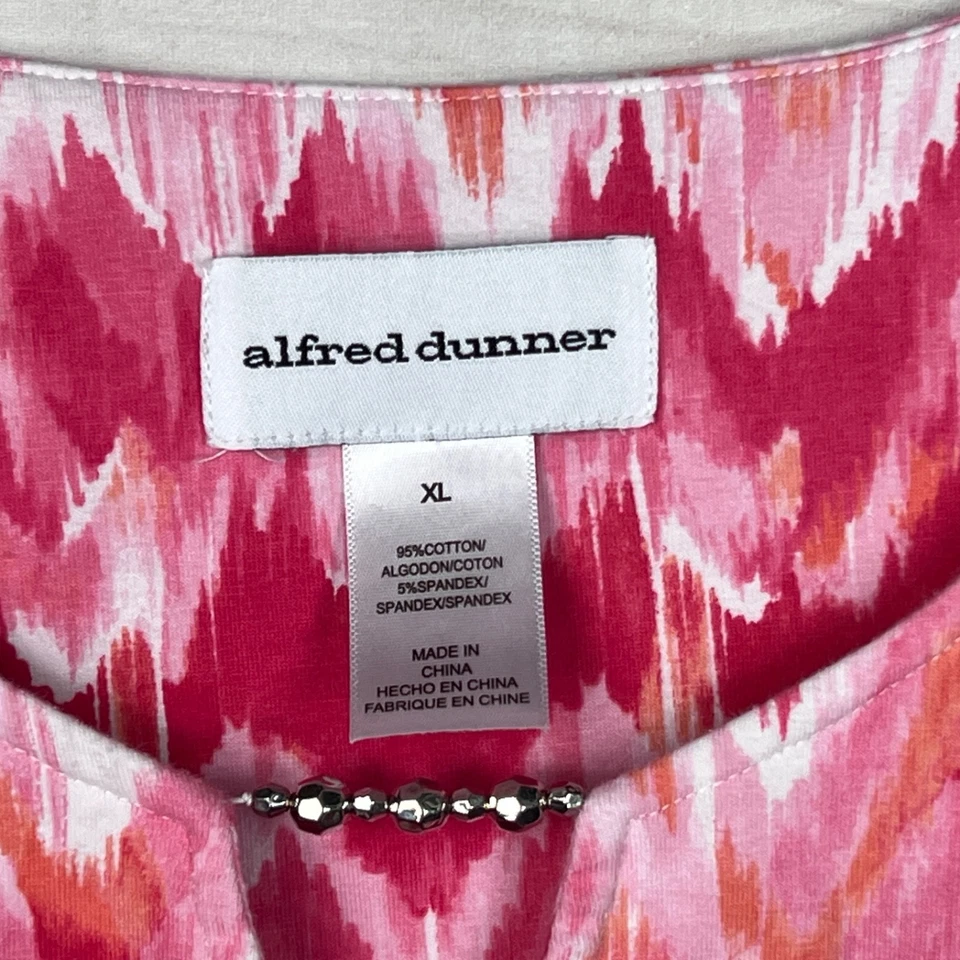 alfred dunner
XL
95%COTTON/
ALGODON/COTON
5%SPANDEX/
SPANDEX/SPANDEX
MADE IN
CHINA
HECHO EN CHINA
FABRIQUE EN CHINE